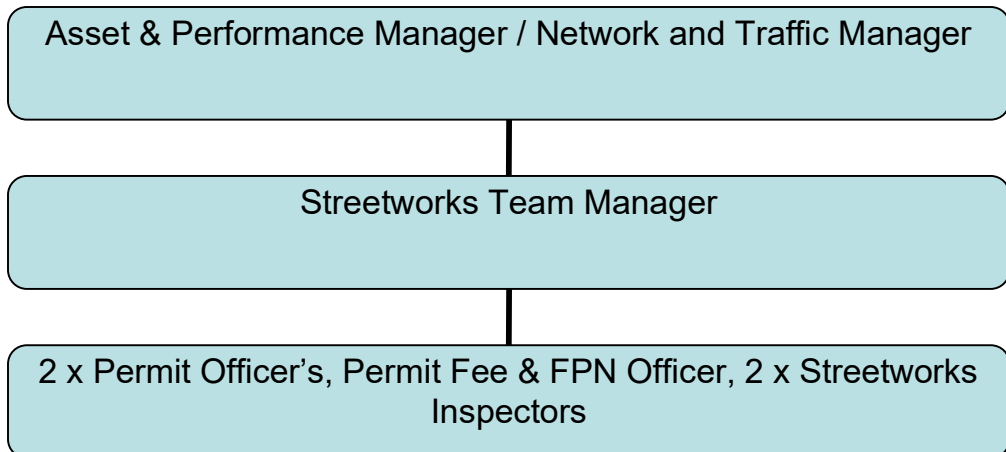 Asset & Performance Manager / Network and Traffic Manager
Streetworks Team Manager
2 x Permit Officer’s, Permit Fee & FPN Officer, 2 x Streetworks
Inspectors